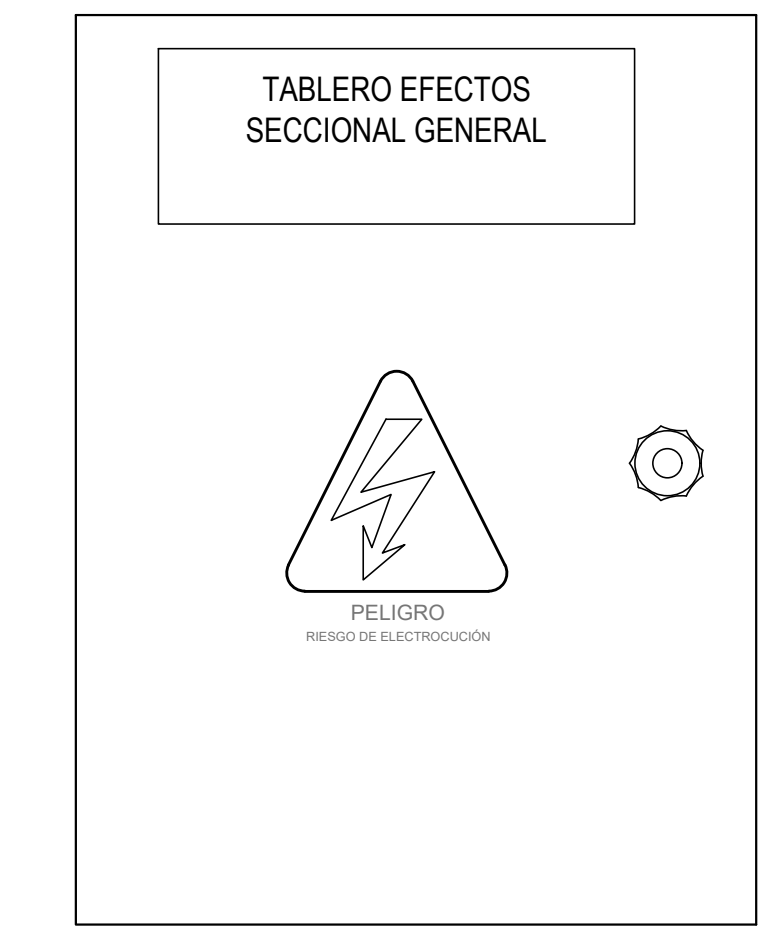 TABLERO EFECTOS
SECCIONAL GENERAL
PELIGRO
RIESGO DE ELECTROCUCIÓN